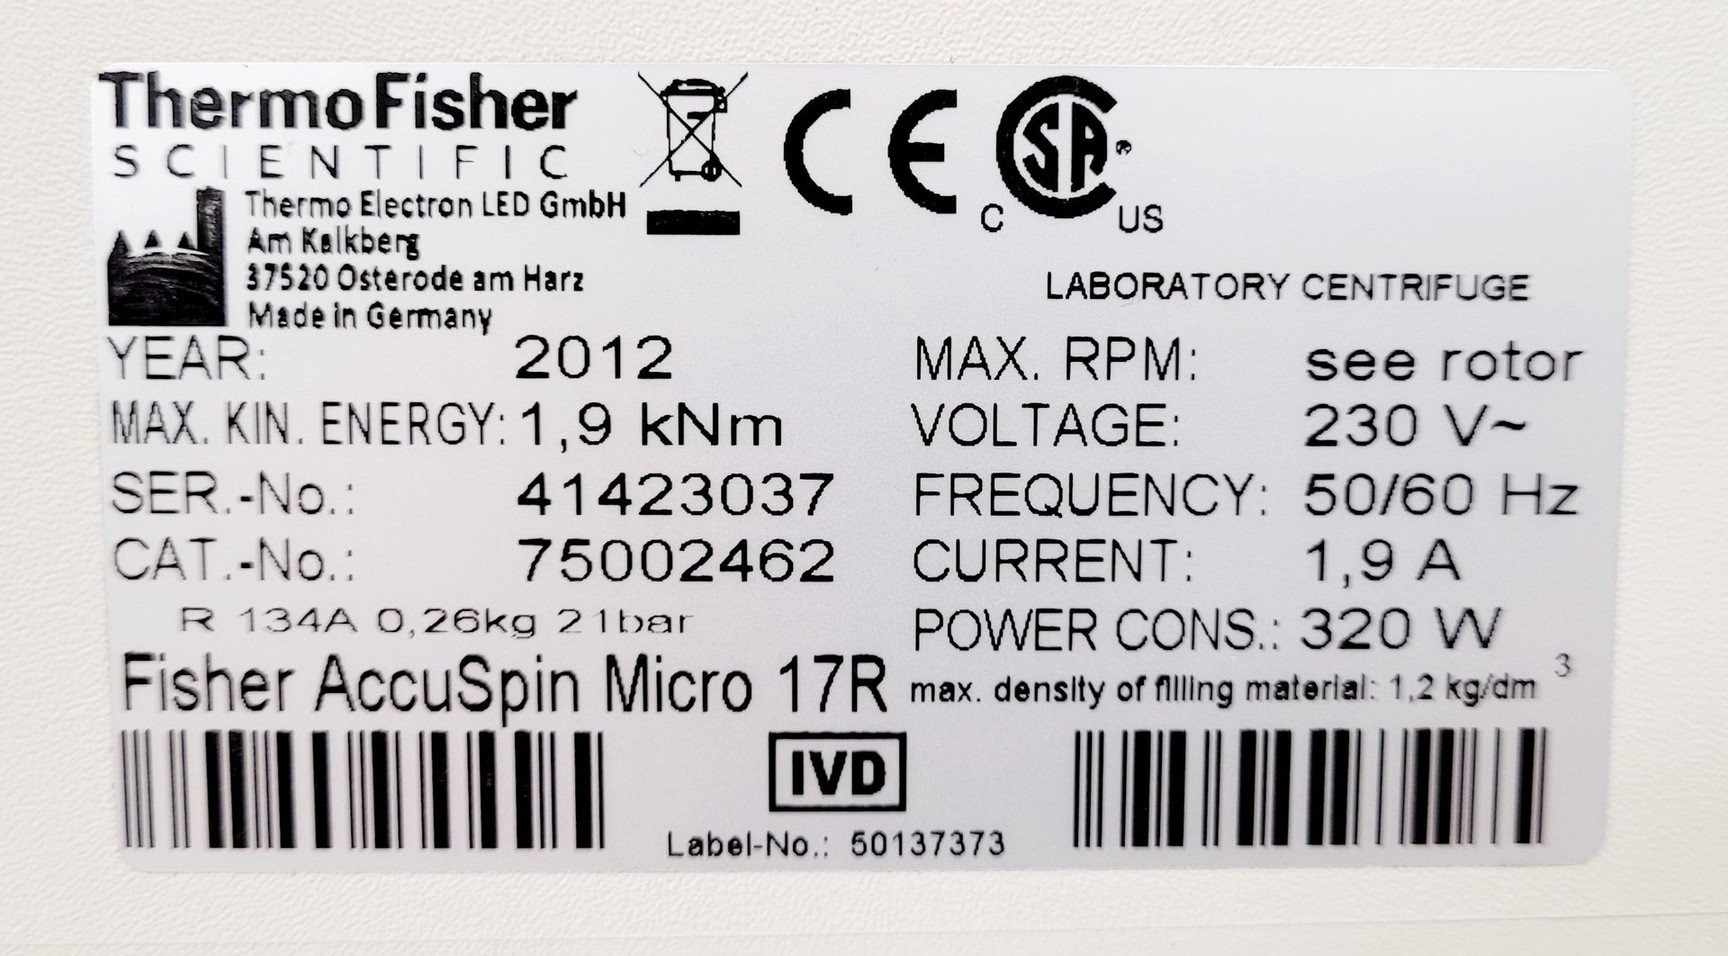 ThermoFisher
SCIENTIFIC
Thermo Electron LED GmbH
Am Kalkberg
37520 Osterode am Harz
Made in Germany
CE
C SA® US
LABORATORY CENTRIFUGE
YEAR: 2012
MAX. KIN. ENERGY: 1,9 kNm
SER.-No.: 41423037
CAT.-No.: 75002462
R 134A 0,26kg 21bar
MAX. RPM: see rotor
VOLTAGE: 230 V~
FREQUENCY: 50/60 Hz
CURRENT: 1,9 A
POWER CONS.: 320 W
Fisher AccuSpin Micro 17R
max. density of filling material: 1,2 kg/dm³
IVD
Label-No.: 50137373